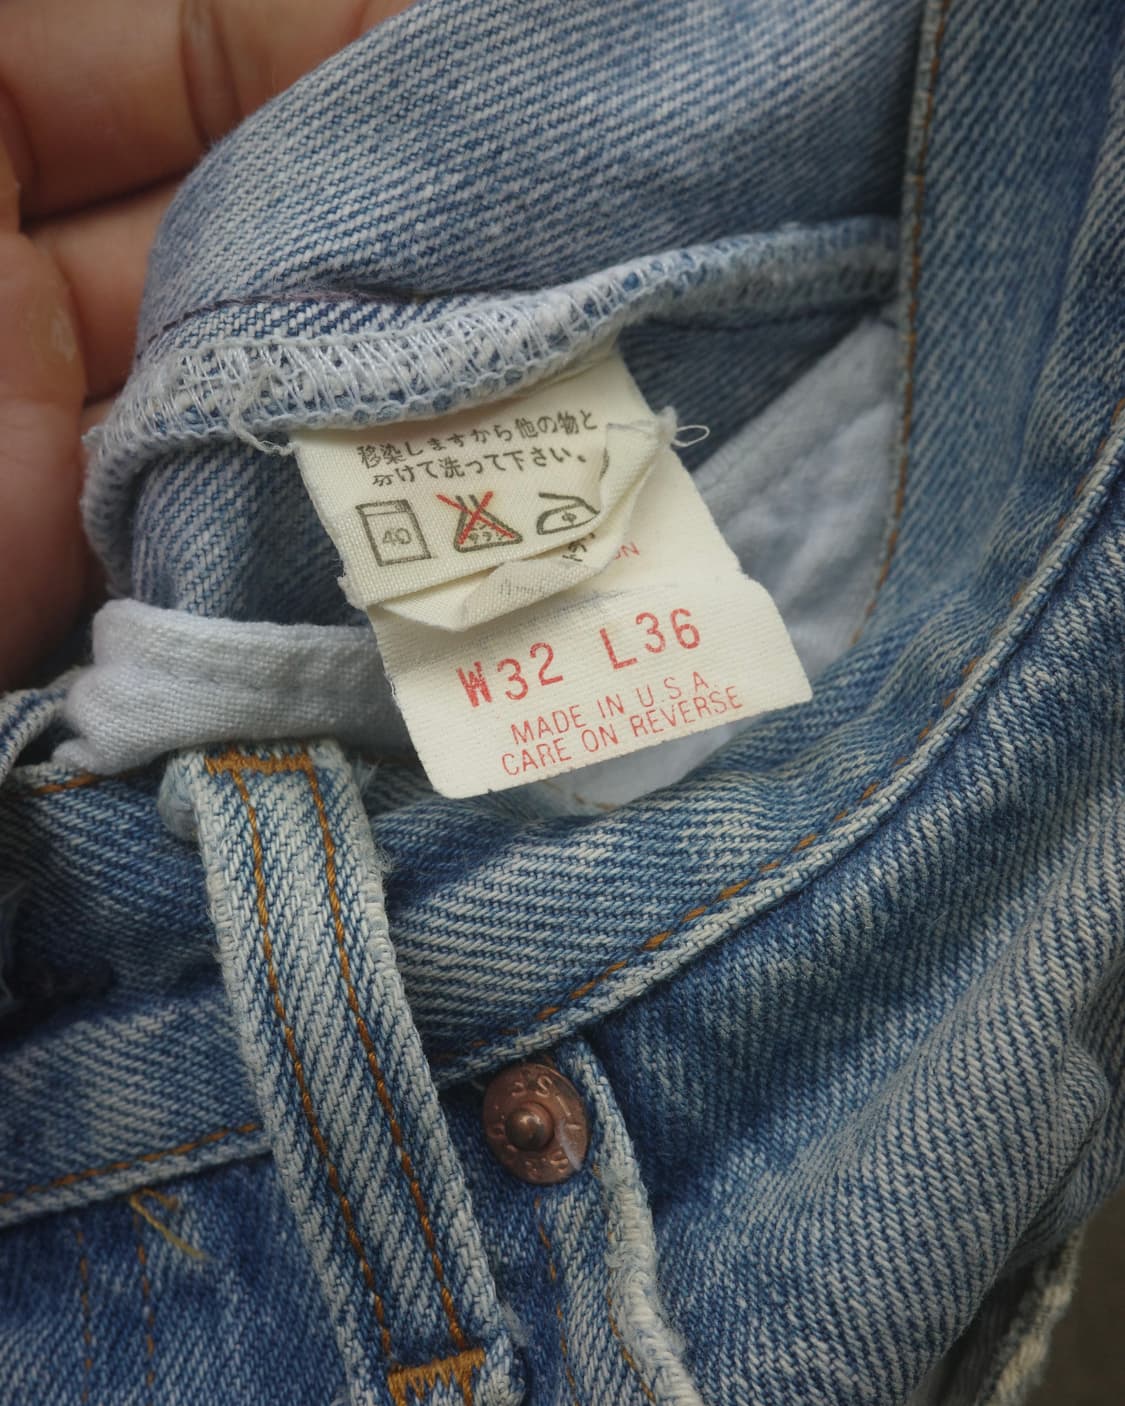 移染しますから他の物と
分けて洗って下さい。
40
W32 L36
MADE IN U.S.A.
CARE ON REVERSE